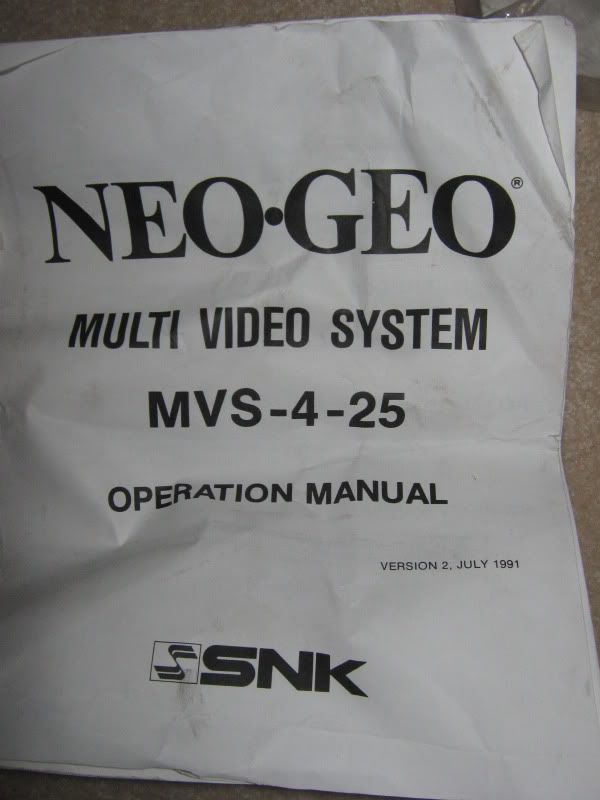 NEO•GEO®
MULTI VIDEO SYSTEM
MVS-4-25
OPERATION MANUAL
VERSION 2, JULY 1991
SNK